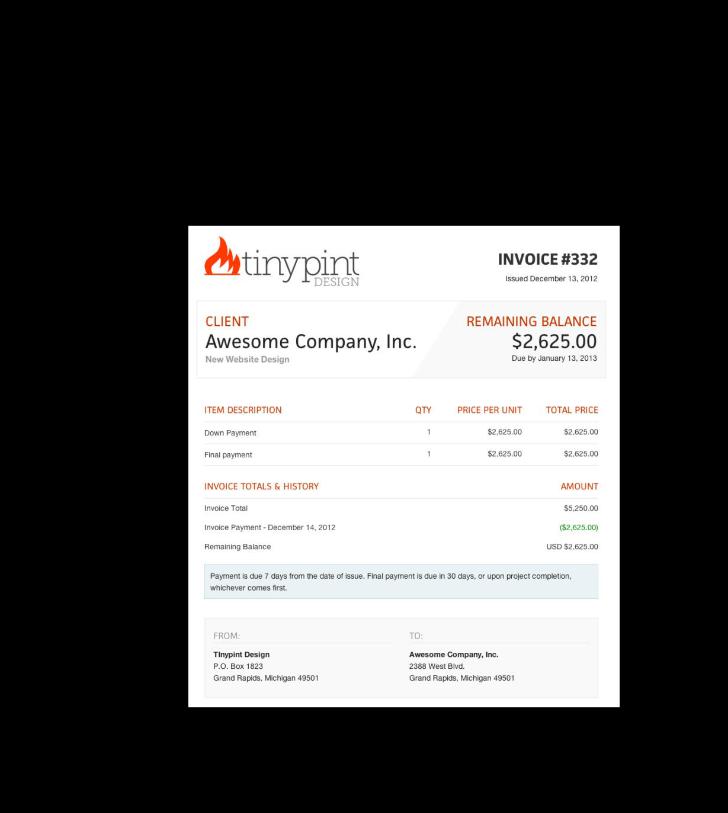 tinypint
DESIGN
INVOICE #332
Issued December 13, 2012
CLIENT
Awesome Company, Inc.
New Website Design
REMAINING BALANCE
$2,625.00
Due by January 13, 2013
ITEM DESCRIPTION QTY PRICE PER UNIT TOTAL PRICE
Down Payment 1 $2,625.00 $2,625.00
Final payment 1 $2,625.00 $2,625.00
INVOICE TOTALS & HISTORY AMOUNT
Invoice Total $5,250.00
Invoice Payment - December 14, 2012 ($2,625.00)
Remaining Balance USD $2,625.00
Payment is due 7 days from the date of issue. Final payment is due in 30 days, or upon project completion,
whichever comes first.
FROM:
TInypint Design
P.O. Box 1823
Grand Rapids, Michigan 49501
TO:
Awesome Company, Inc.
2388 West Blvd.
Grand Rapids, Michigan 49501